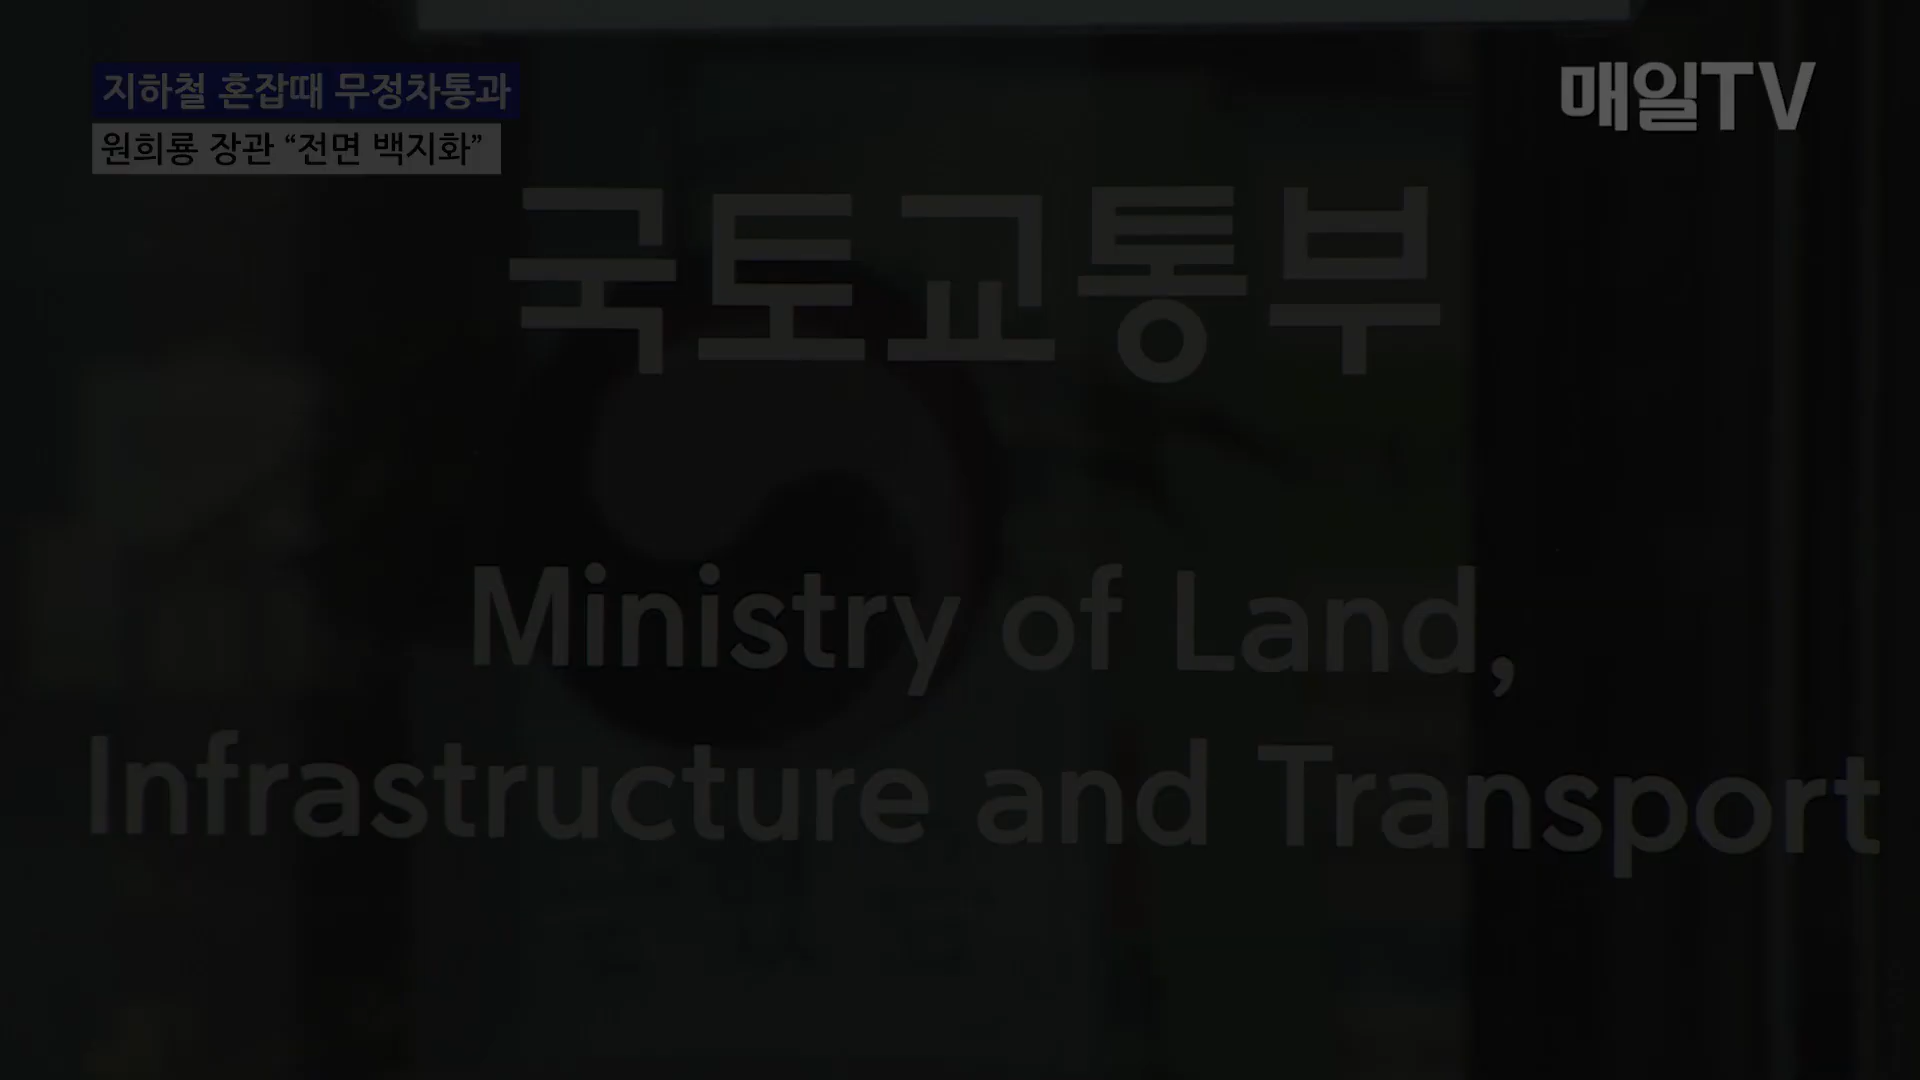 지하철 혼잡때 무정차통과
원희룡 장관 “전면 백지화”
매일TV
국토교통부
Ministry of Land,
Infrastructure and Transport